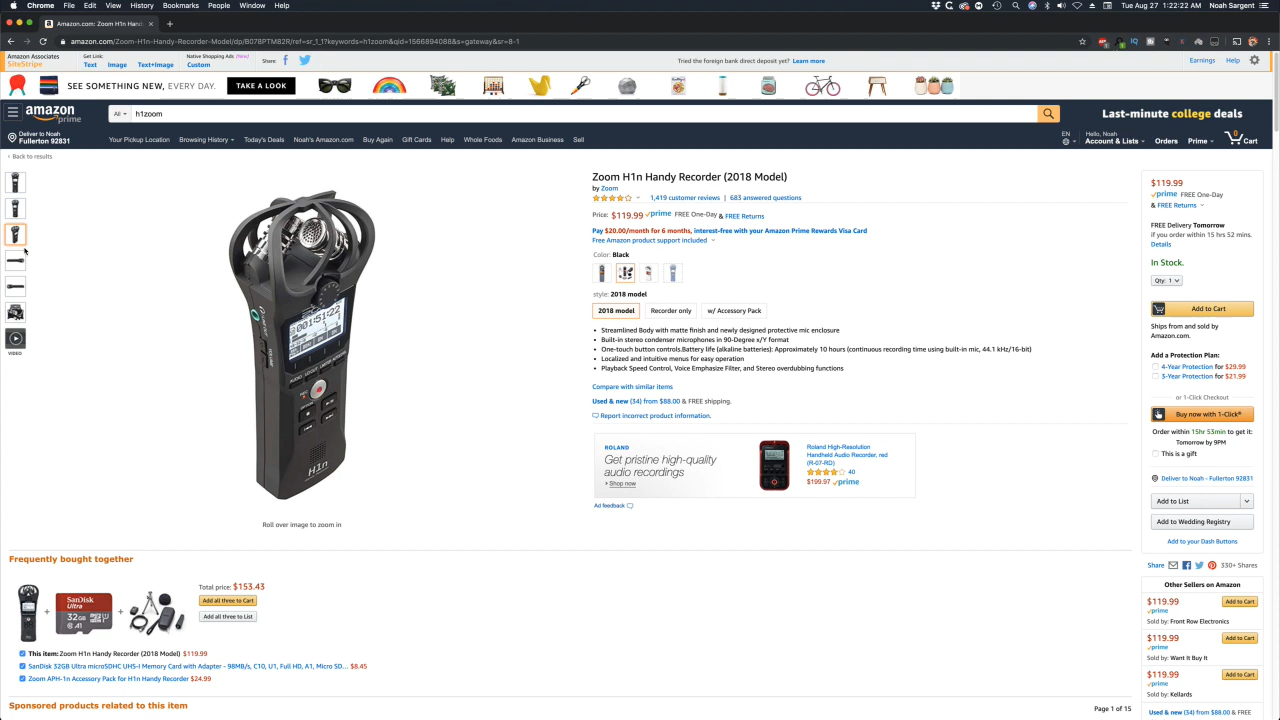 Chrome File Edit View History Bookmarks People Window Help
Tue Aug 27 1:22:22 AM Noah Sargent
Amazon.com: Zoom H1n Hand
amazon.com/Zoom-H1n-Handy-Recorder-Model/dp/B078PTM82R/ref=sr_1_1?keywords=h1zoom&qid=1566894088&s=gateway&sr=8-1
Amazon Associates
SiteStripe
Get Link:
Text Image Text+Image
Native Shopping Ads (New)
Custom
Share:
Tried the foreign bank direct deposit yet? Learn more
Earnings Help
SEE SOMETHING NEW, EVERY DAY. TAKE A LOOK
amazon
prime
All
h1zoom
Last-minute college deals
Deliver to Noah
Fullerton 92831
Your Pickup Location Browsing History Today's Deals Noah's Amazon.com Buy Again Gift Cards Help Whole Foods Amazon Business Sell
EN
Hello, Noah
Account & Lists Orders Prime 0 Cart
‹ Back to results
VIDEO
00:51:22
H1n
Roll over image to zoom in
Zoom H1n Handy Recorder (2018 Model)
by Zoom
1,419 customer reviews | 683 answered questions
Price: $119.99 prime FREE One-Day & FREE Returns
Pay $20.00/month for 6 months, interest-free with your Amazon Prime Rewards Visa Card
Free Amazon product support included
Color: Black
style: 2018 model
2018 model Recorder only w/ Accessory Pack
• Streamlined Body with matte finish and newly designed protective mic enclosure
• Built-in stereo condenser microphones in 90-Degree x/Y format
• One-touch button controls.Battery life (alkaline batteries): Approximately 10 hours (continuous recording time using built-in mic, 44.1 kHz/16-bit)
• Localized and intuitive menus for easy operation
• Playback Speed Control, Voice Emphasize Filter, and Stereo overdubbing functions
Compare with similar items
Used & new (34) from $88.00 & FREE shipping.
Report incorrect product information.
ROLAND
Get pristine high-quality
audio recordings
› Shop now
Roland High-Resolution
Handheld Audio Recorder, red
(R-07-RD)
40
$199.97 prime
Ad feedback
$119.99
prime FREE One-Day
& FREE Returns
FREE Delivery Tomorrow
if you order within 15 hrs 52 mins.
Details
In Stock.
Qty: 1
Add to Cart
Ships from and sold by
Amazon.com.
Add a Protection Plan:
4-Year Protection for $29.99
3-Year Protection for $21.99
or 1-Click Checkout
Buy now with 1-Click®
Order within 15hr 53min to get it:
Tomorrow by 9PM
This is a gift
Deliver to Noah - Fullerton 92831
Add to List
Add to Wedding Registry
Add to your Dash Buttons
Share 330+ Shares
Other Sellers on Amazon
$119.99 Add to Cart
prime
Sold by: Front Row Electronics
$119.99 Add to Cart
prime
Sold by: Want It Buy It
$119.99 Add to Cart
prime
Sold by: Kellards
Used & new (34) from $88.00 & FREE
Frequently bought together
SanDisk
Ultra
32GB
A1
Total price: $153.43
Add all three to Cart
Add all three to List
This item: Zoom H1n Handy Recorder (2018 Model) $119.99
SanDisk 32GB Ultra microSDHC UHS-I Memory Card with Adapter - 98MB/s, C10, U1, Full HD, A1, Micro SD... $8.45
Zoom APH-1n Accessory Pack for H1n Handy Recorder $24.99
Sponsored products related to this item
Page 1 of 15